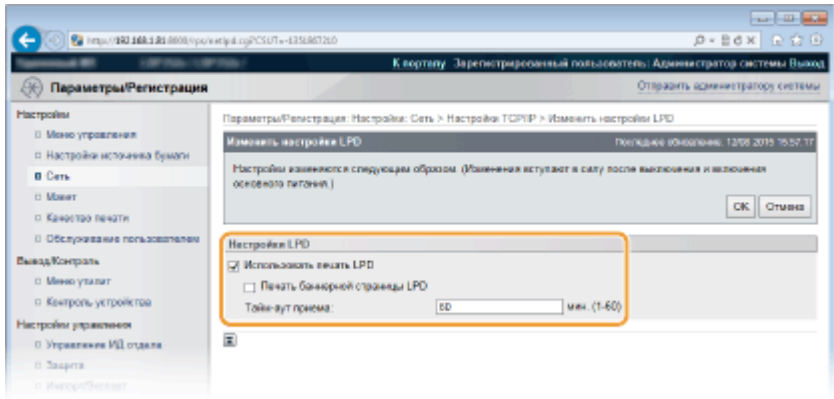 К порталу Зарегистрированный пользователь: Администратор системы Выход
Параметры/Регистрация
Отправить администратору системы
Настройки
Меню управления
Настройки источника бумаги
Сеть
Макет
Качество печати
Обслуживание пользователем
Вывод/Контроль
Меню утилит
Контроль устройства
Настройки управления
Управление ИД отдела
Защита
Импорт/Экспорт
Параметры/Регистрация: Настройки: Сеть > Настройки TCP/IP > Изменить настройки LPD
Изменить настройки LPD
Последнее обновление: 12/08 2015 15:57:17
Настройки изменяются следующим образом. (Изменения вступают в силу после выключения и включения
основного питания.)
OK Отмена
Настройки LPD
Использовать печать LPD
Печать баннерной страницы LPD
Тайм-аут приема: 60 мин. (1-60)